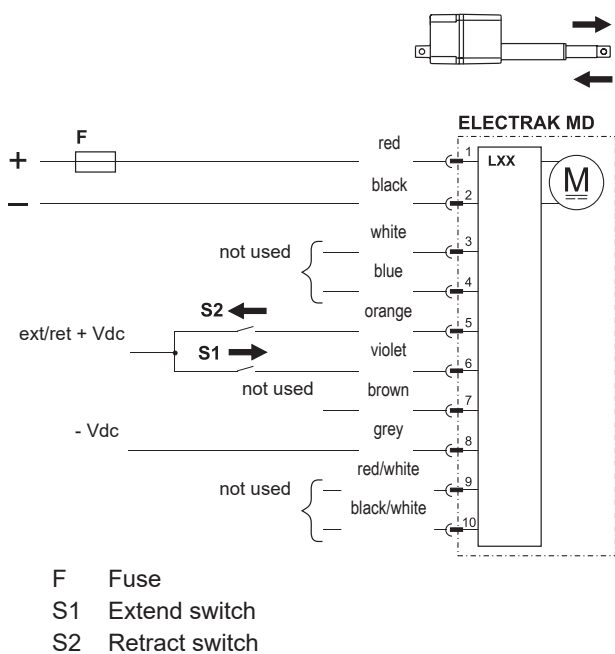 ELECTRAK MD
F
+
red
1
LXX
M
black
−
2
white
3
not used
blue
4
S2
orange
5
ext/ret + Vdc
S1
violet
6
not used
brown
7
- Vdc
grey
8
red/white
9
not used
black/white
10
F Fuse
S1 Extend switch
S2 Retract switch